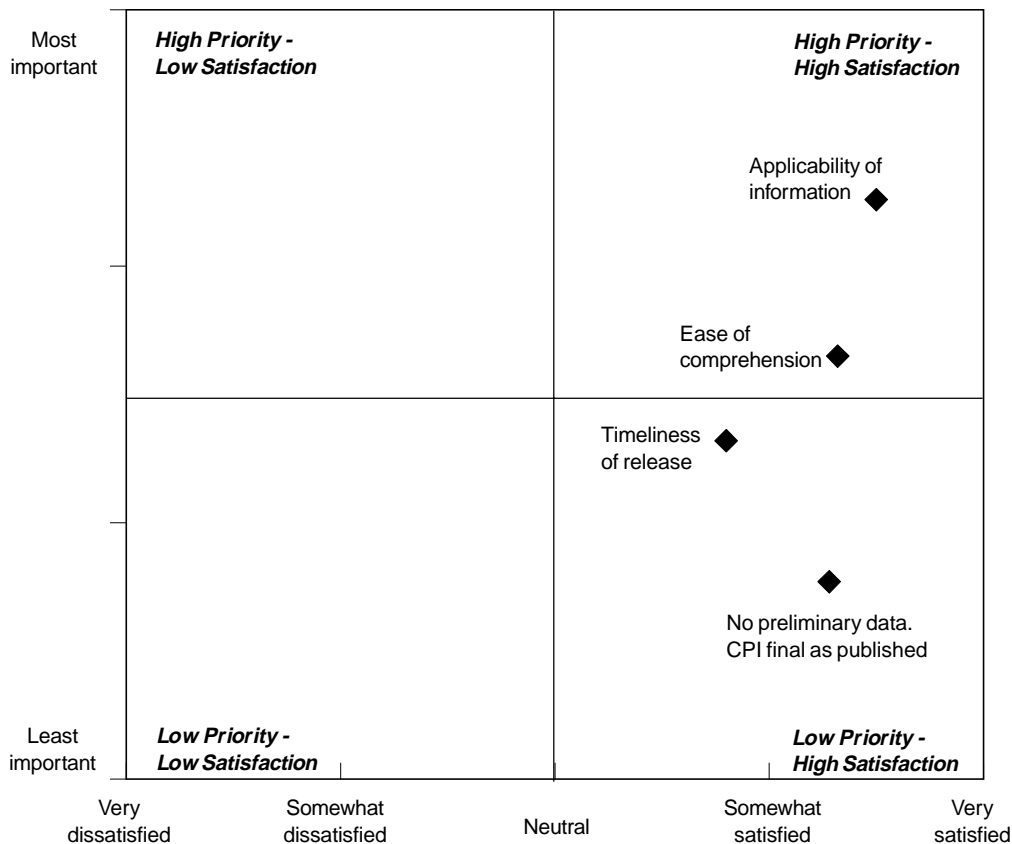 Most
important
High Priority -
Low Satisfaction
High Priority -
High Satisfaction
Applicability of
information
Ease of
comprehension
Timeliness
of release
No preliminary data.
CPI final as published
Least
important
Low Priority -
Low Satisfaction
Low Priority -
High Satisfaction
Very
dissatisfied
Somewhat
dissatisfied
Neutral
Somewhat
satisfied
Very
satisfied